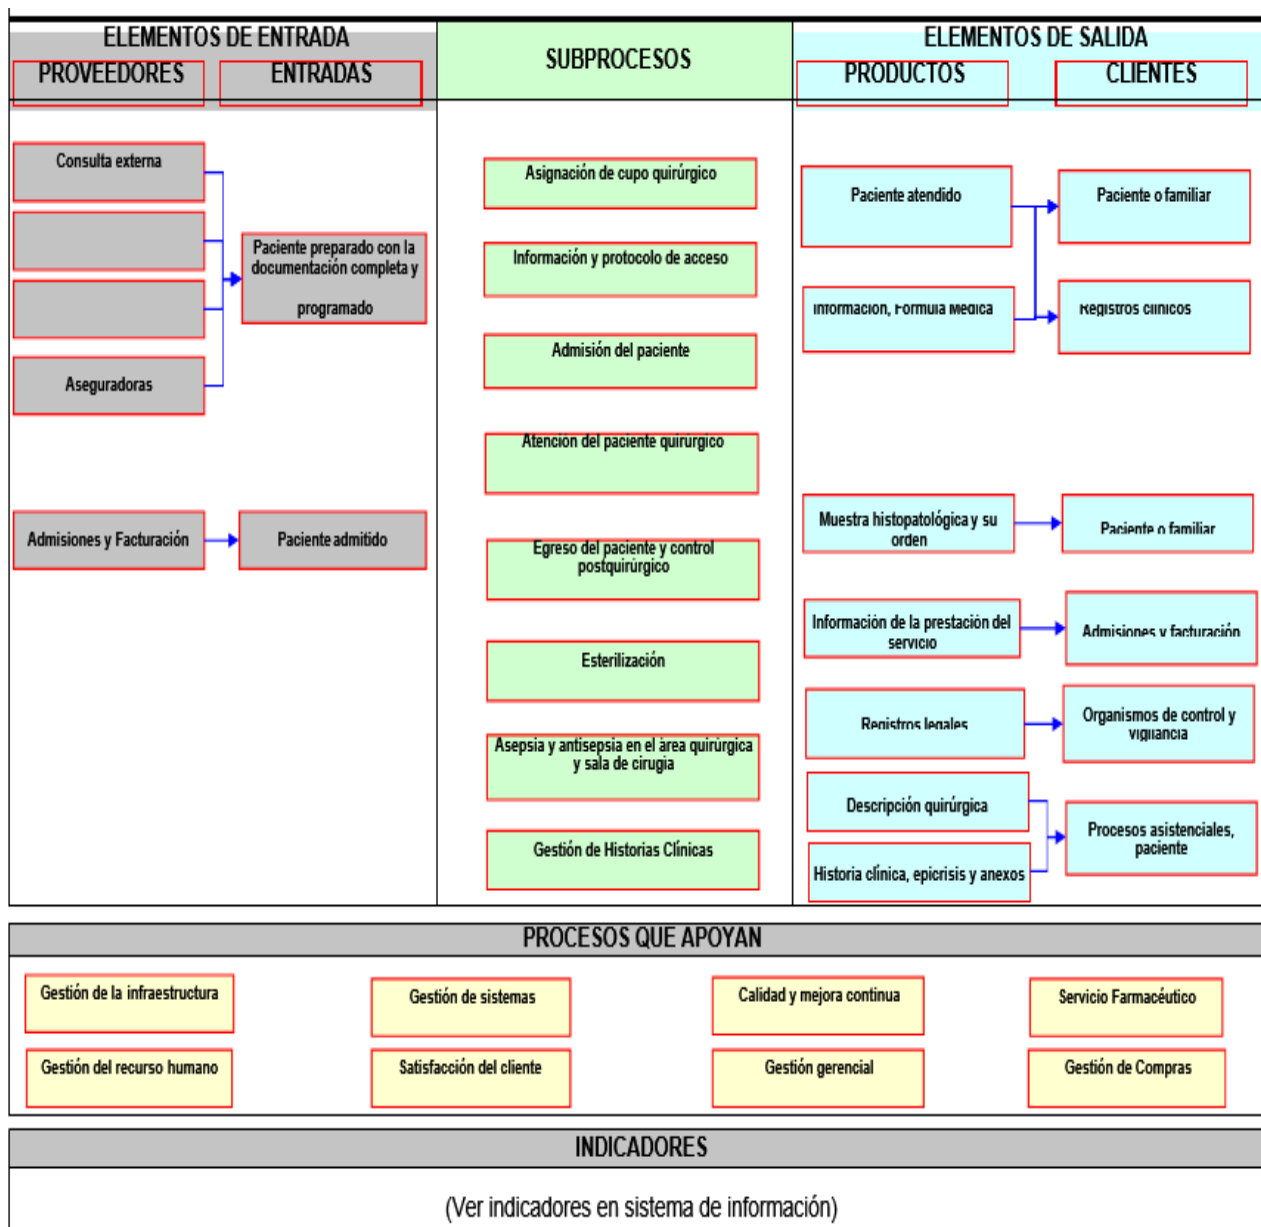 ELEMENTOS DE ENTRADA
PROVEEDORES
ENTRADAS
SUBPROCESOS
ELEMENTOS DE SALIDA
PRODUCTOS
CLIENTES
Consulta externa
Aseguradoras
Paciente preparado con la
documentación completa y
programado
Admisiones y Facturación
Paciente admitido
Asignación de cupo quirúrgico
Información y protocolo de acceso
Admisión del paciente
Atención del paciente quirúrgico
Egreso del paciente y control
postquirúrgico
Esterilización
Asepsia y antisepsia en el área quirúrgica
y sala de cirugia
Gestión de Historias Clínicas
Paciente atendido
Paciente o familiar
Información, Fórmula Médica
Registros clínicos
Muestra histopatológica y su
orden
Paciente o familiar
Información de la prestación del
servicio
Admisiones y facturación
Registros legales
Organismos de control y
vigilancia
Descripción quirúrgica
Historia clínica, epicrisis y anexos
Procesos asistenciales,
paciente
PROCESOS QUE APOYAN
Gestión de la infraestructura
Gestión de sistemas
Calidad y mejora continua
Servicio Farmacéutico
Gestión del recurso humano
Satisfacción del cliente
Gestión gerencial
Gestión de Compras
INDICADORES
(Ver indicadores en sistema de información)